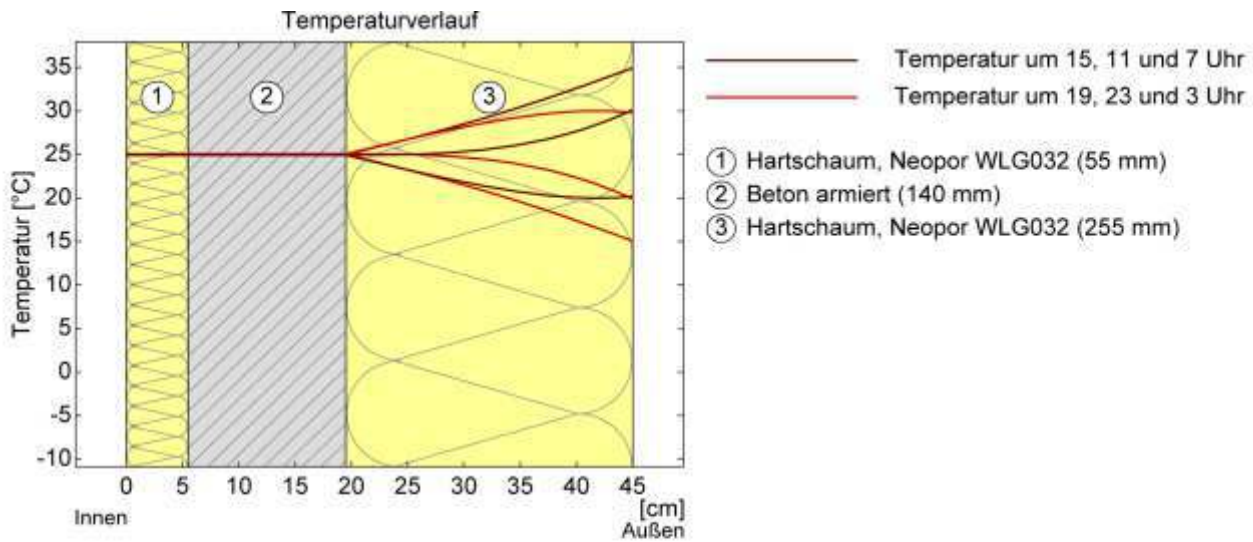 Temperaturverlauf
Temperatur [°C]
35
30
25
20
15
10
5
0
-5
-10
1
2
3
0 5 10 15 20 25 30 35 40 45
[cm]
Innen
Außen
Temperatur um 15, 11 und 7 Uhr
Temperatur um 19, 23 und 3 Uhr
1 Hartschaum, Neopor WLG032 (55 mm)
2 Beton armiert (140 mm)
3 Hartschaum, Neopor WLG032 (255 mm)